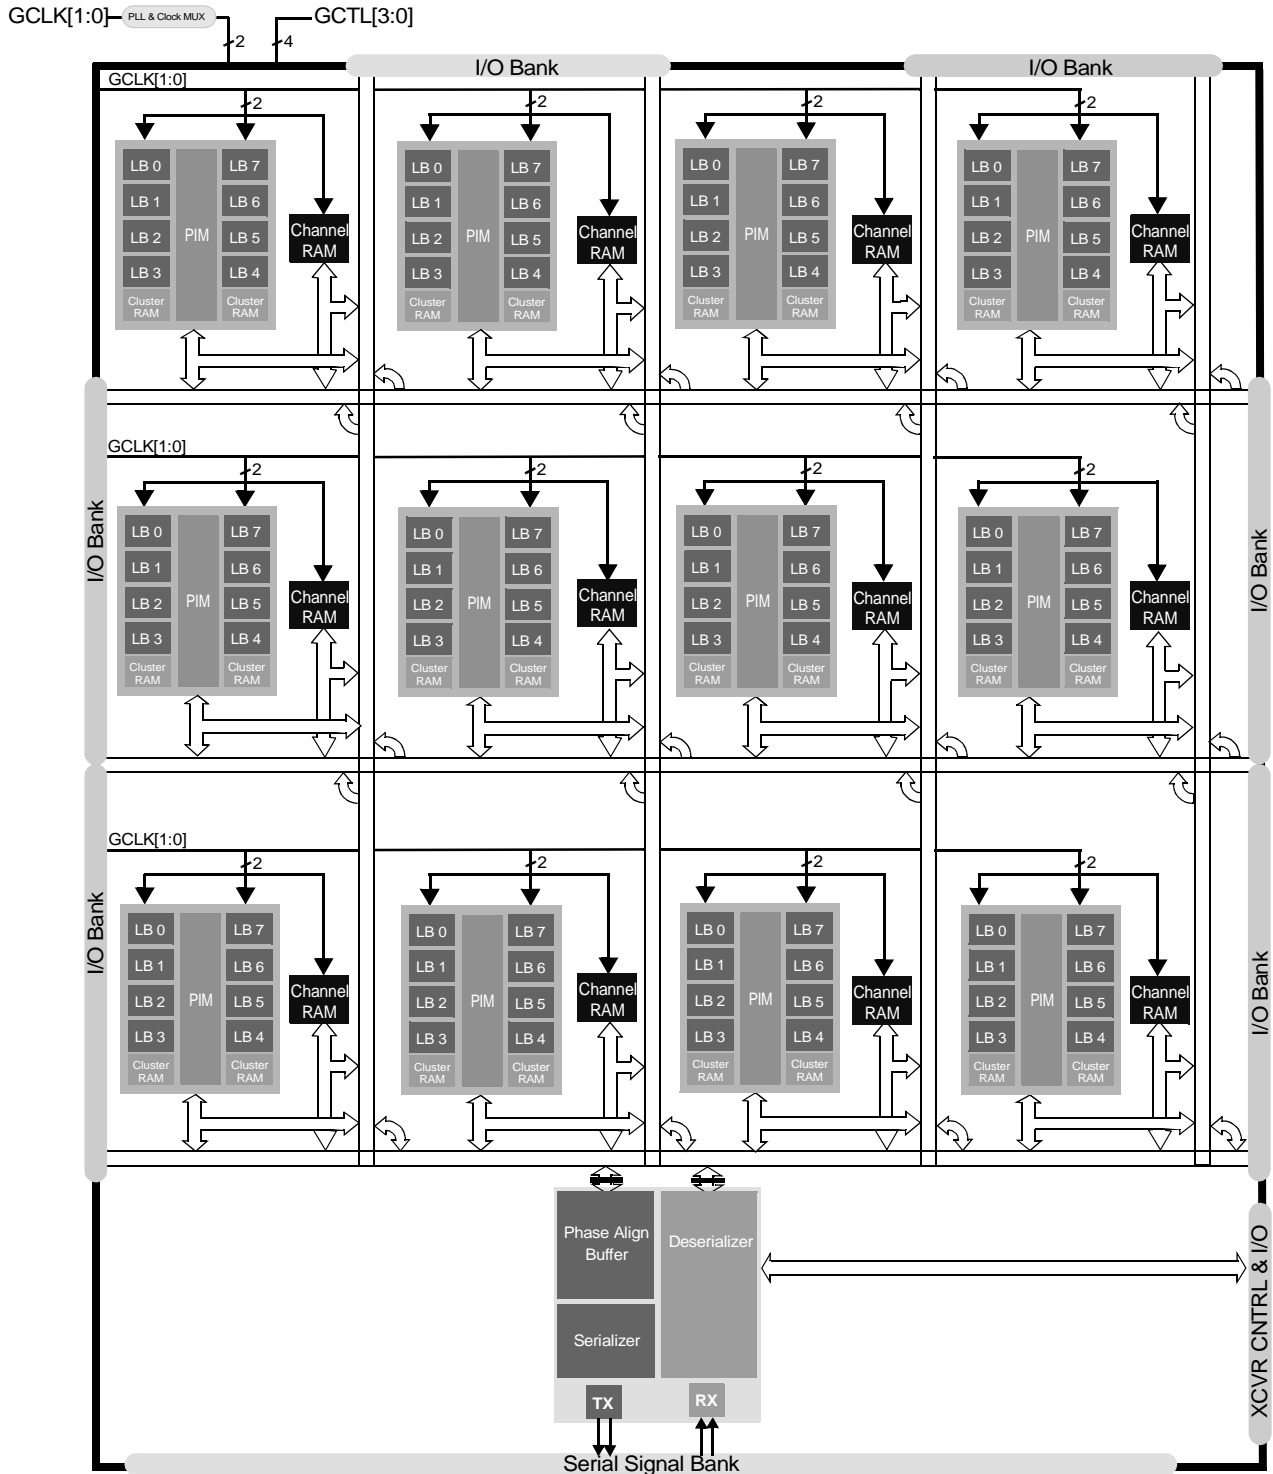 GCLK[1:0] PLL & Clock MUX GCTL[3:0]
2 4
I/O Bank I/O Bank
GCLK[1:0]
2 2 2 2
LB 0 LB 7 LB 0 LB 7 LB 0 LB 7 LB 0 LB 7
LB 1 LB 6 LB 1 LB 6 LB 1 LB 6 LB 1 LB 6
LB 2 PIM LB 5 Channel RAM LB 2 PIM LB 5 Channel RAM LB 2 PIM LB 5 Channel RAM LB 2 PIM LB 5 Channel RAM
LB 3 LB 4 LB 3 LB 4 LB 3 LB 4 LB 3 LB 4
Cluster RAM Cluster RAM Cluster RAM Cluster RAM Cluster RAM Cluster RAM Cluster RAM Cluster RAM
I/O Bank
I/O Bank
GCLK[1:0]
2 2 2 2
LB 0 LB 7 LB 0 LB 7 LB 0 LB 7 LB 0 LB 7
LB 1 LB 6 LB 1 LB 6 LB 1 LB 6 LB 1 LB 6
LB 2 PIM LB 5 Channel RAM LB 2 PIM LB 5 Channel RAM LB 2 PIM LB 5 Channel RAM LB 2 PIM LB 5 Channel RAM
LB 3 LB 4 LB 3 LB 4 LB 3 LB 4 LB 3 LB 4
Cluster RAM Cluster RAM Cluster RAM Cluster RAM Cluster RAM Cluster RAM Cluster RAM Cluster RAM
I/O Bank
I/O Bank
GCLK[1:0]
2 2 2 2
LB 0 LB 7 LB 0 LB 7 LB 0 LB 7 LB 0 LB 7
LB 1 LB 6 LB 1 LB 6 LB 1 LB 6 LB 1 LB 6
LB 2 PIM LB 5 Channel RAM LB 2 PIM LB 5 Channel RAM LB 2 PIM LB 5 Channel RAM LB 2 PIM LB 5 Channel RAM
LB 3 LB 4 LB 3 LB 4 LB 3 LB 4 LB 3 LB 4
Cluster RAM Cluster RAM Cluster RAM Cluster RAM Cluster RAM Cluster RAM Cluster RAM Cluster RAM
Phase Align
Buffer
Deserializer
Serializer
TX RX
XCVR CNTRL & I/O
Serial Signal Bank